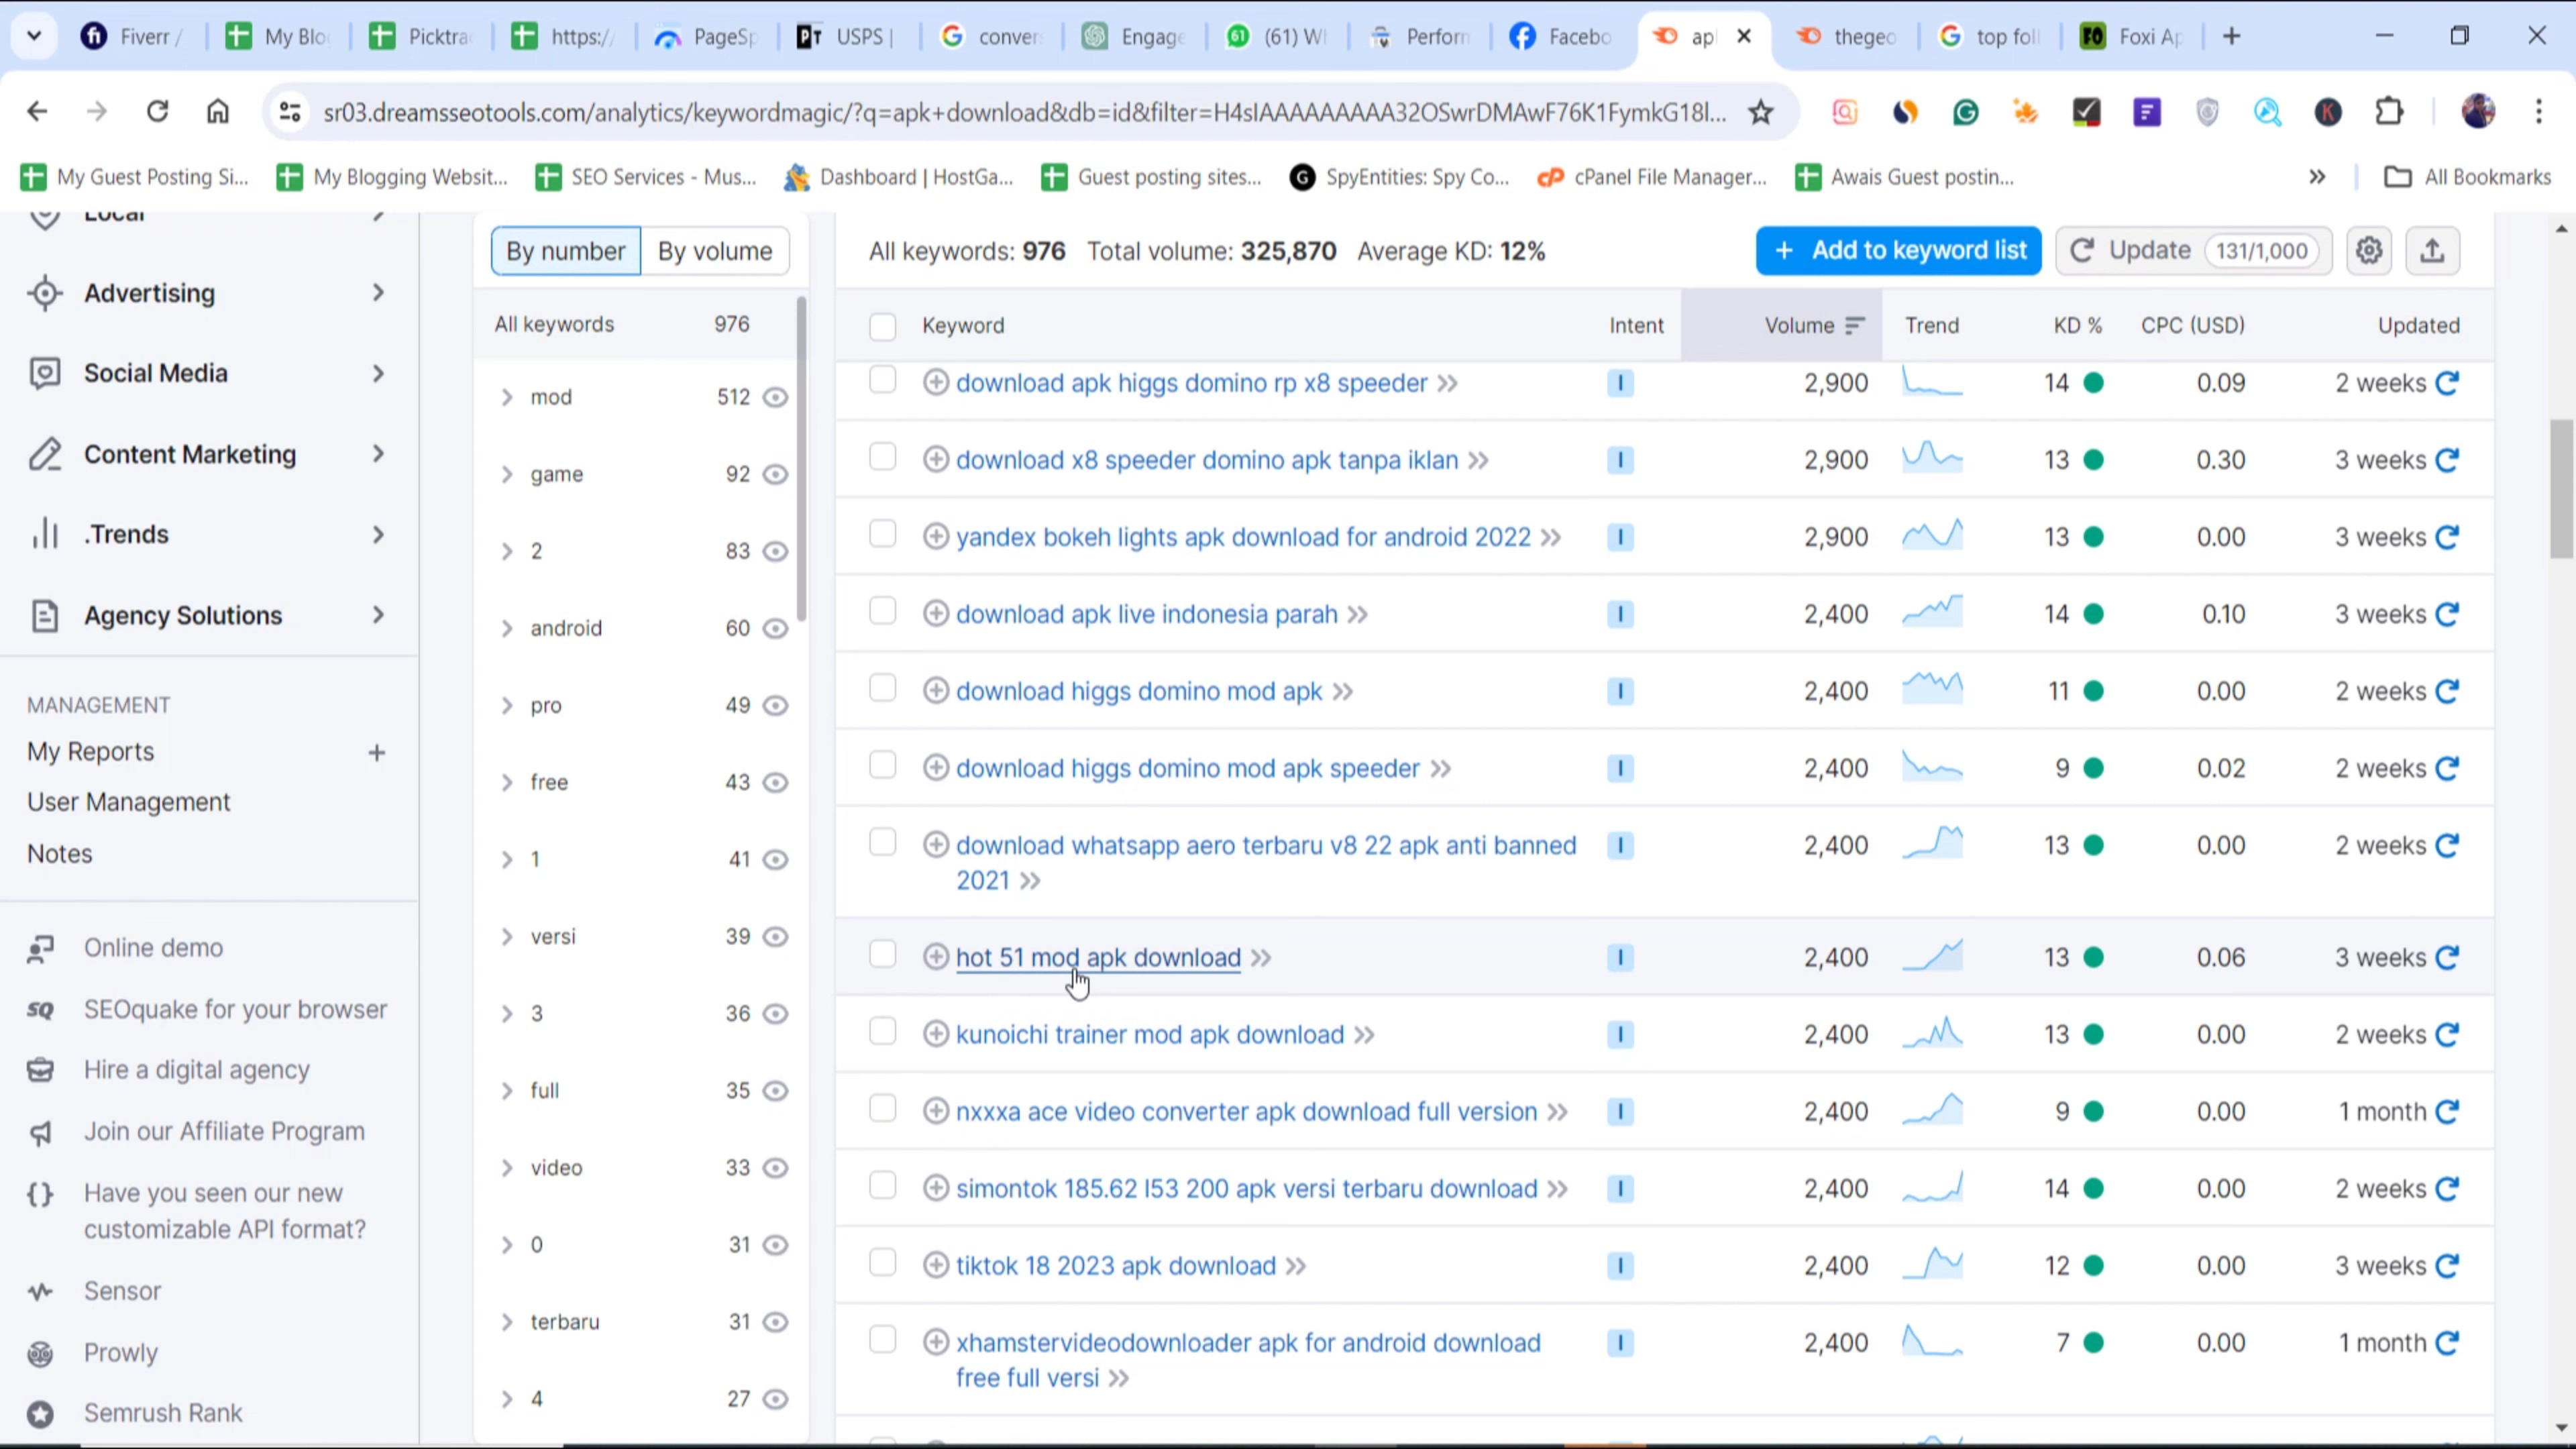 Fiverr /
My Blo
Picktra
https:/
PageSp
PT
USPS |
conver
Engage
61
(61) W
Perform
Facebo
ap
thegeo
top foll
FO
Foxi Ap
sr03.dreamsseotools.com/analytics/keywordmagic/?q=apk+download&db=id&filter=H4sIAAAAAAAAA32OSwrDMAwF76K1FymkG18l...
My Guest Posting Si...
My Blogging Websit...
SEO Services - Mus...
Dashboard | HostGa...
Guest posting sites...
SpyEntities: Spy Co...
cPanel File Manager...
Awais Guest postin...
All Bookmarks
Local
Advertising
Social Media
Content Marketing
.Trends
Agency Solutions
MANAGEMENT
My Reports +
User Management
Notes
Online demo
SEOquake for your browser
Hire a digital agency
Join our Affiliate Program
Have you seen our new
customizable API format?
Sensor
Prowly
Semrush Rank
By number
By volume
All keywords 976
mod 512
game 92
2 83
android 60
pro 49
free 43
1 41
versi 39
3 36
full 35
video 33
0 31
terbaru 31
4 27
All keywords: 976 Total volume: 325,870 Average KD: 12%
+ Add to keyword list
Update 131/1,000
Keyword Intent Volume Trend KD % CPC (USD) Updated
download apk higgs domino rp x8 speeder I 2,900 14 0.09 2 weeks
download x8 speeder domino apk tanpa iklan I 2,900 13 0.30 3 weeks
yandex bokeh lights apk download for android 2022 I 2,900 13 0.00 3 weeks
download apk live indonesia parah I 2,400 14 0.10 3 weeks
download higgs domino mod apk I 2,400 11 0.00 2 weeks
download higgs domino mod apk speeder I 2,400 9 0.02 2 weeks
download whatsapp aero terbaru v8 22 apk anti banned I 2,400 13 0.00 2 weeks
2021
hot 51 mod apk download I 2,400 13 0.06 3 weeks
kunoichi trainer mod apk download I 2,400 13 0.00 2 weeks
nxxxa ace video converter apk download full version I 2,400 9 0.00 1 month
simontok 185.62 l53 200 apk versi terbaru download I 2,400 14 0.00 2 weeks
tiktok 18 2023 apk download I 2,400 12 0.00 3 weeks
xhamstervideodownloader apk for android download I 2,400 7 0.00 1 month
free full versi